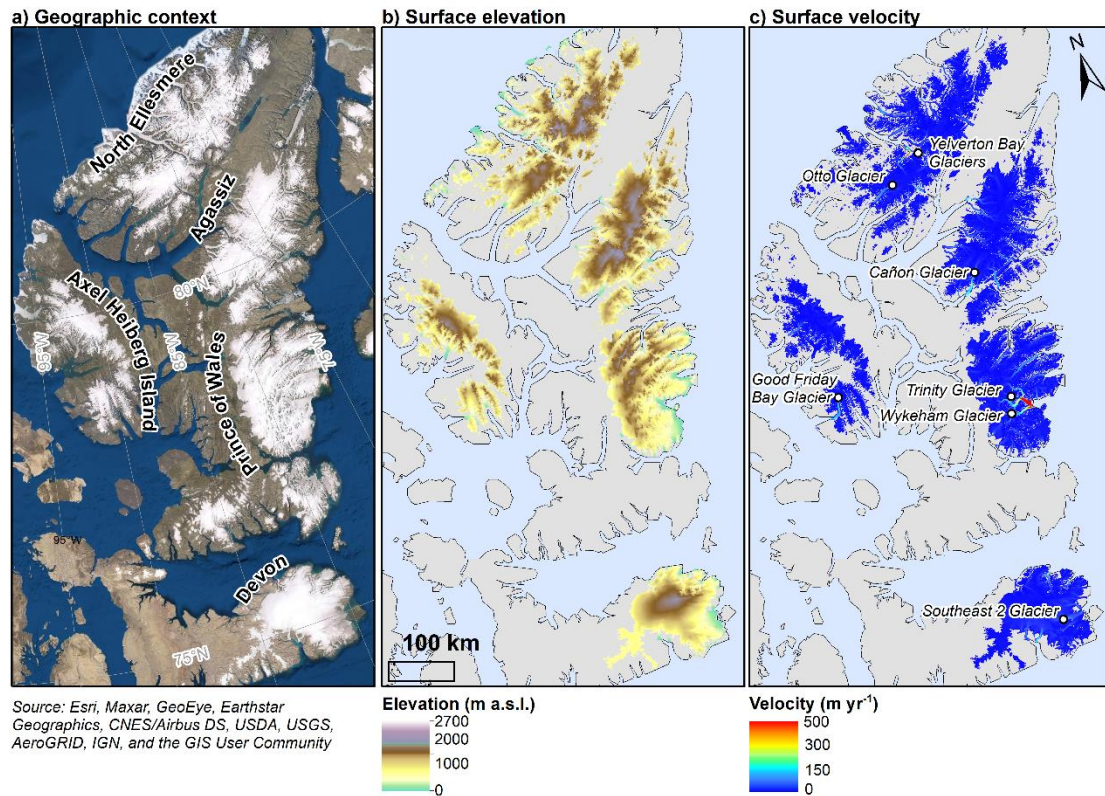 a) Geographic context
b) Surface elevation
c) Surface velocity
North Ellesmere
Agassiz
80°N
Axel Heiberg Island
95°W
85°W
Prince of Wales
75°W
95°W
Devon
75°N
100 km
N
Yelverton Bay
Glaciers
Otto Glacier
Cañon Glacier
Good Friday
Bay Glacier
Trinity Glacier
Wykeham Glacier
Southeast 2 Glacier
Source: Esri, Maxar, GeoEye, Earthstar
Geographics, CNES/Airbus DS, USDA, USGS,
AeroGRID, IGN, and the GIS User Community
Elevation (m a.s.l.)
2700
2000
1000
0
Velocity (m yr⁻¹)
500
300
150
0